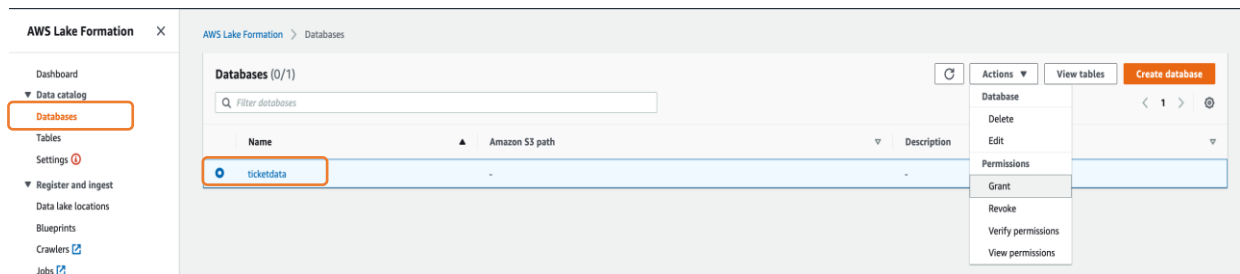 AWS Lake Formation
Dashboard
Data catalog
Databases
Tables
Settings
Register and ingest
Data lake locations
Blueprints
Crawlers
Jobs
AWS Lake Formation > Databases
Databases (0/1)
Actions
View tables
Create database
Filter databases
< 1 >
Name
Amazon S3 path
Description
ticketdata
-
-
Database
Delete
Edit
Permissions
Grant
Revoke
Verify permissions
View permissions